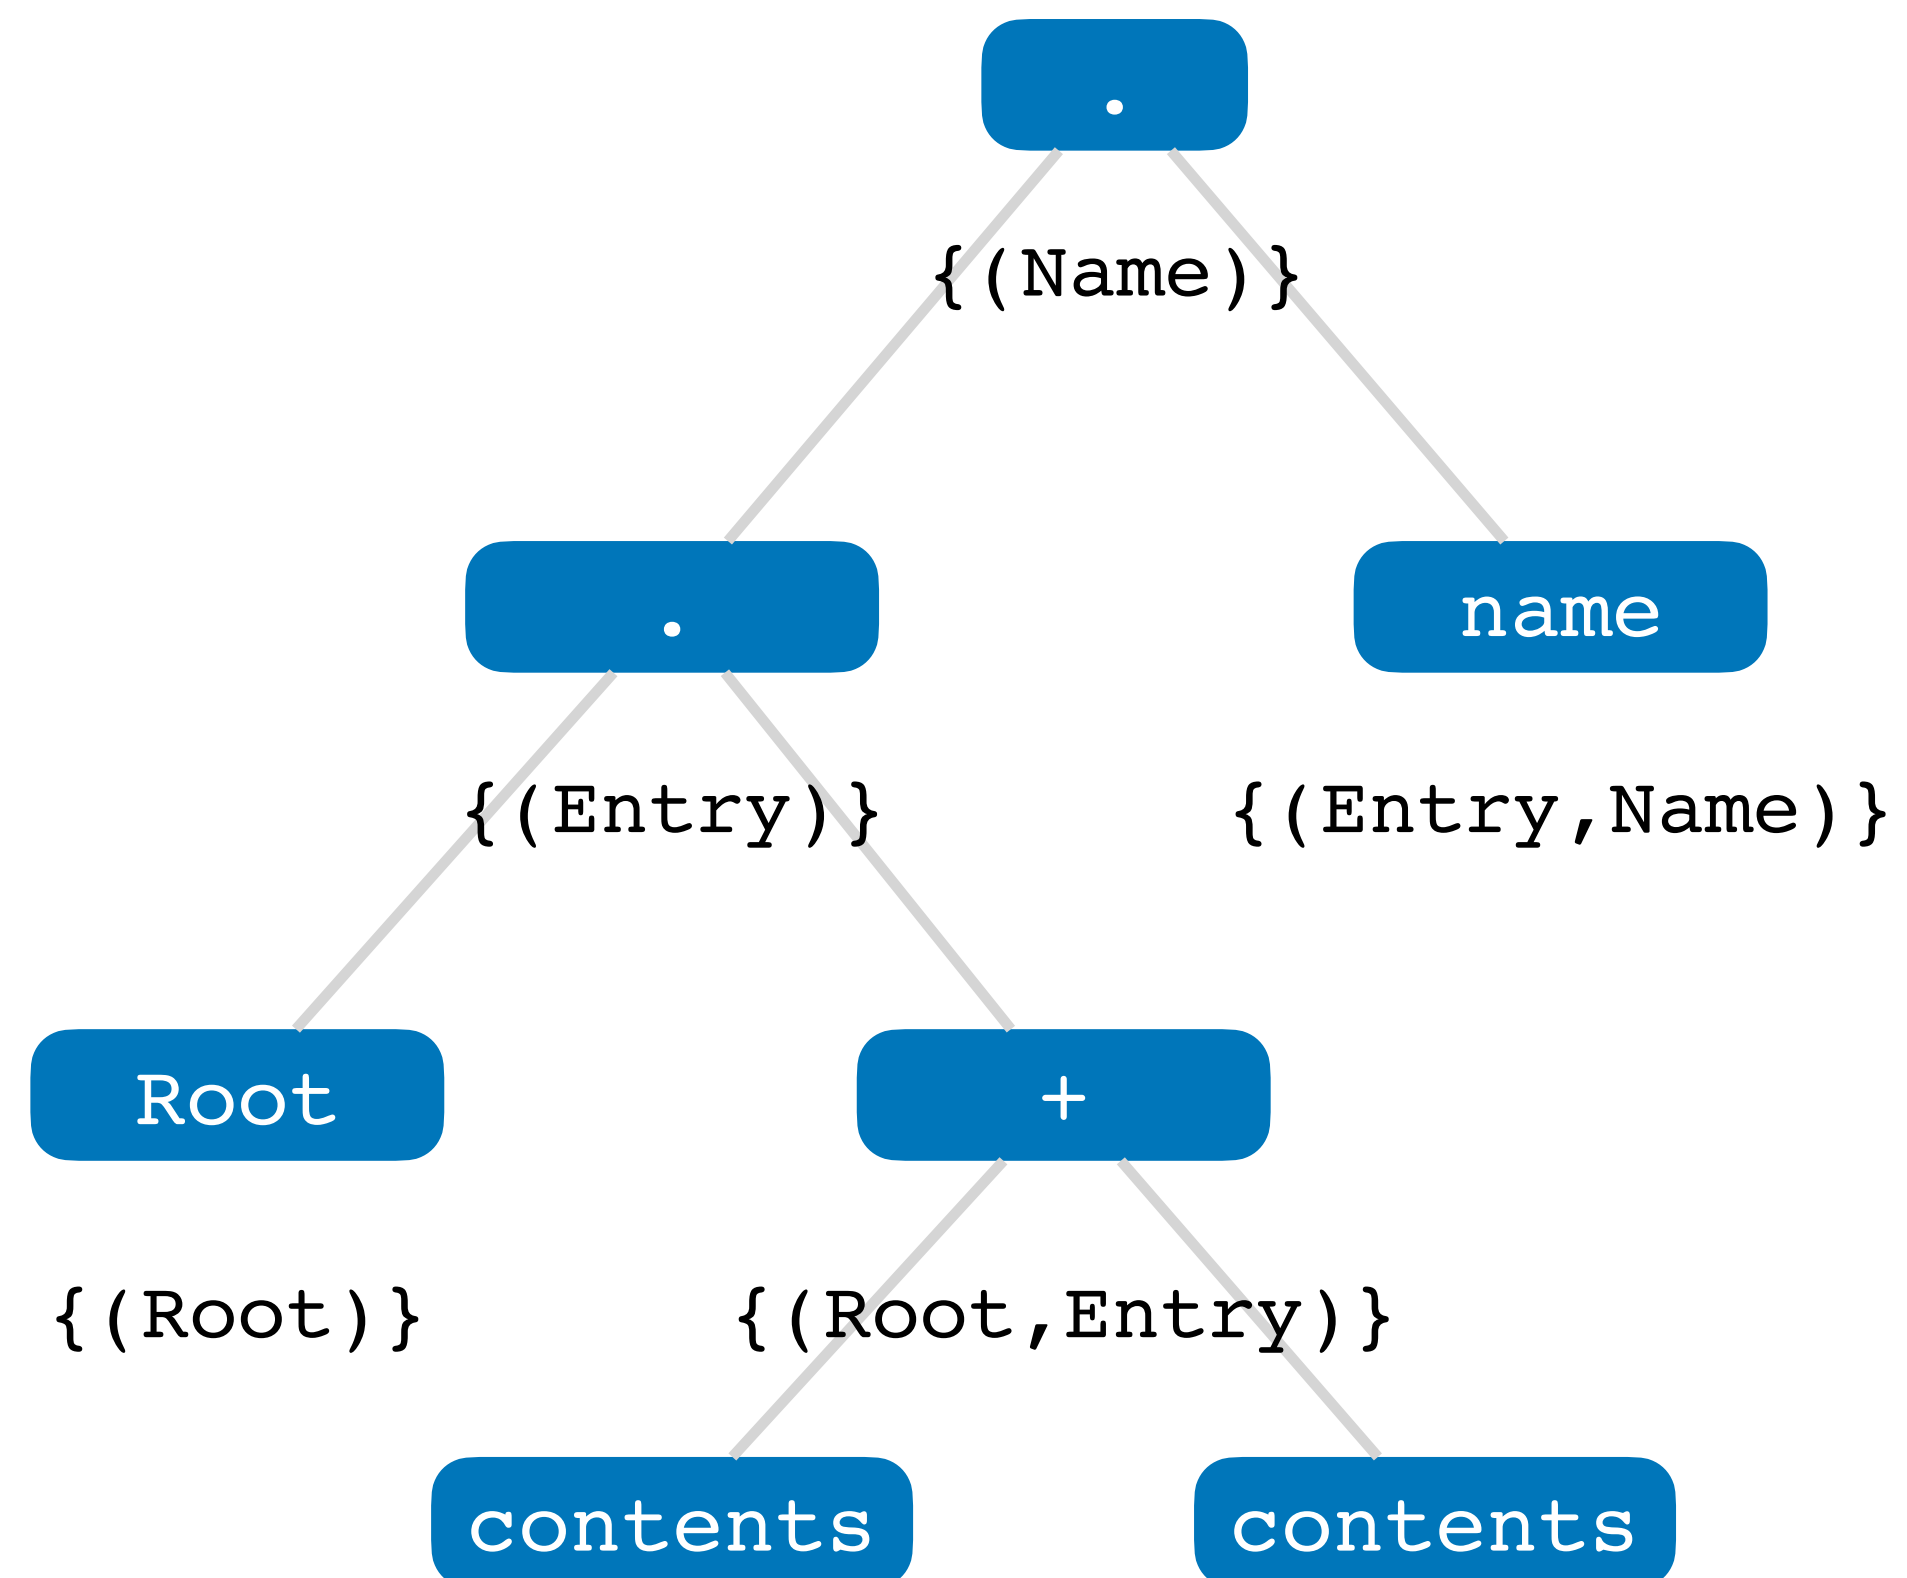 .
{(Name)}
.
name
{(Entry)}
{(Entry,Name)}
Root
+
{(Root)}
{(Root,Entry)}
contents
contents